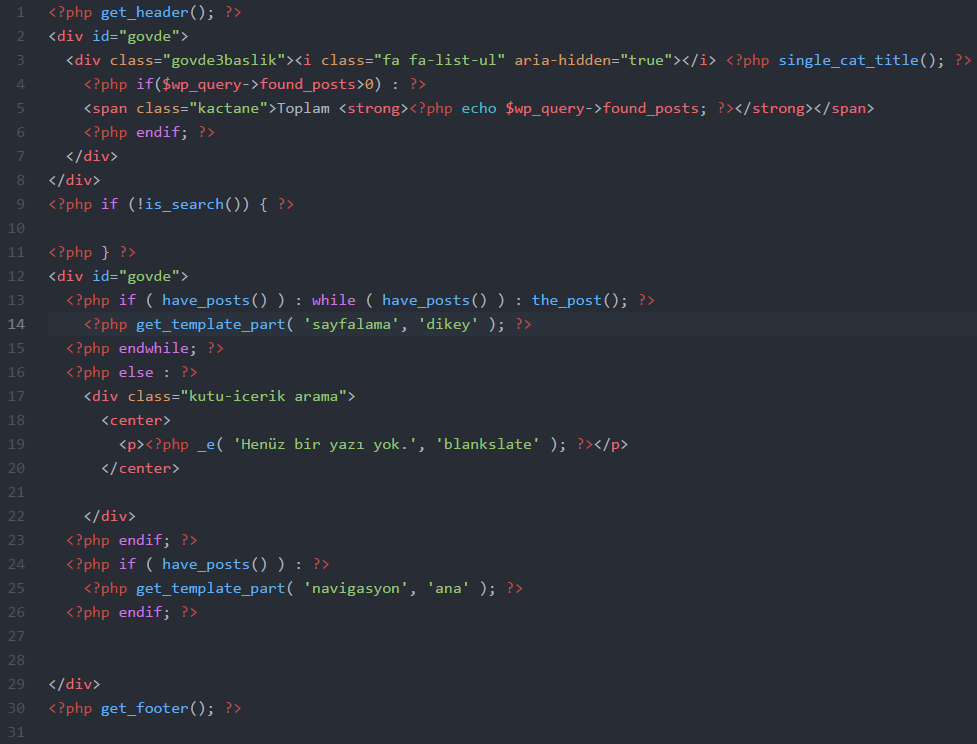 1 <?php get_header(); ?>
2 <div id="govde">
3 <div class="govde3baslik"><i class="fa fa-list-ul" aria-hidden="true"></i> <?php single_cat_title(); ?>
4 <?php if($wp_query->found_posts>0) : ?>
5 <span class="kactane">Toplam <strong><?php echo $wp_query->found_posts; ?></strong></span>
6 <?php endif; ?>
7 </div>
8 </div>
9 <?php if (!is_search()) { ?>
10
11 <?php } ?>
12 <div id="govde">
13 <?php if ( have_posts() ) : while ( have_posts() ) : the_post(); ?>
14 <?php get_template_part( 'sayfalama', 'dikey' ); ?>
15 <?php endwhile; ?>
16 <?php else : ?>
17 <div class="kutu-icerik arama">
18 <center>
19 <p><?php _e( 'Henüz bir yazı yok.', 'blankslate' ); ?></p>
20 </center>
21
22 </div>
23 <?php endif; ?>
24 <?php if ( have_posts() ) : ?>
25 <?php get_template_part( 'navigasyon', 'ana' ); ?>
26 <?php endif; ?>
27
28
29 </div>
30 <?php get_footer(); ?>
31